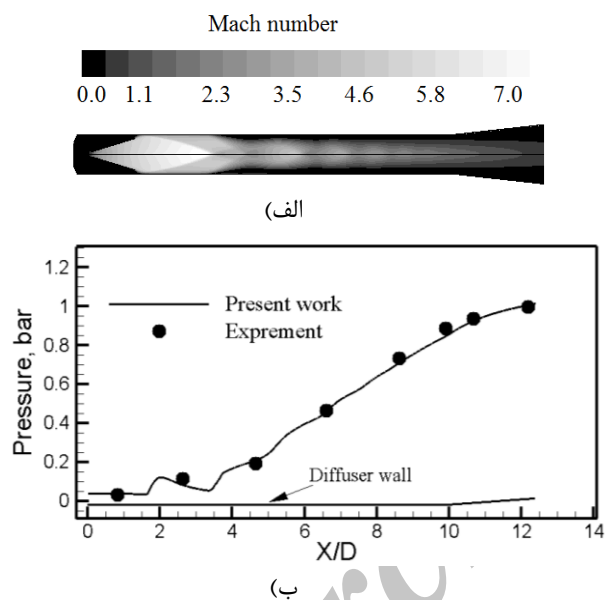 Mach number
0.0 1.1 2.3 3.5 4.6 5.8 7.0
الف)
1.2
1
0.8
0.6
0.4
0.2
0
Pressure, bar
Present work
Exprement
Diffuser wall
0 2 4 6 8 10 12 14
X/D
ب)